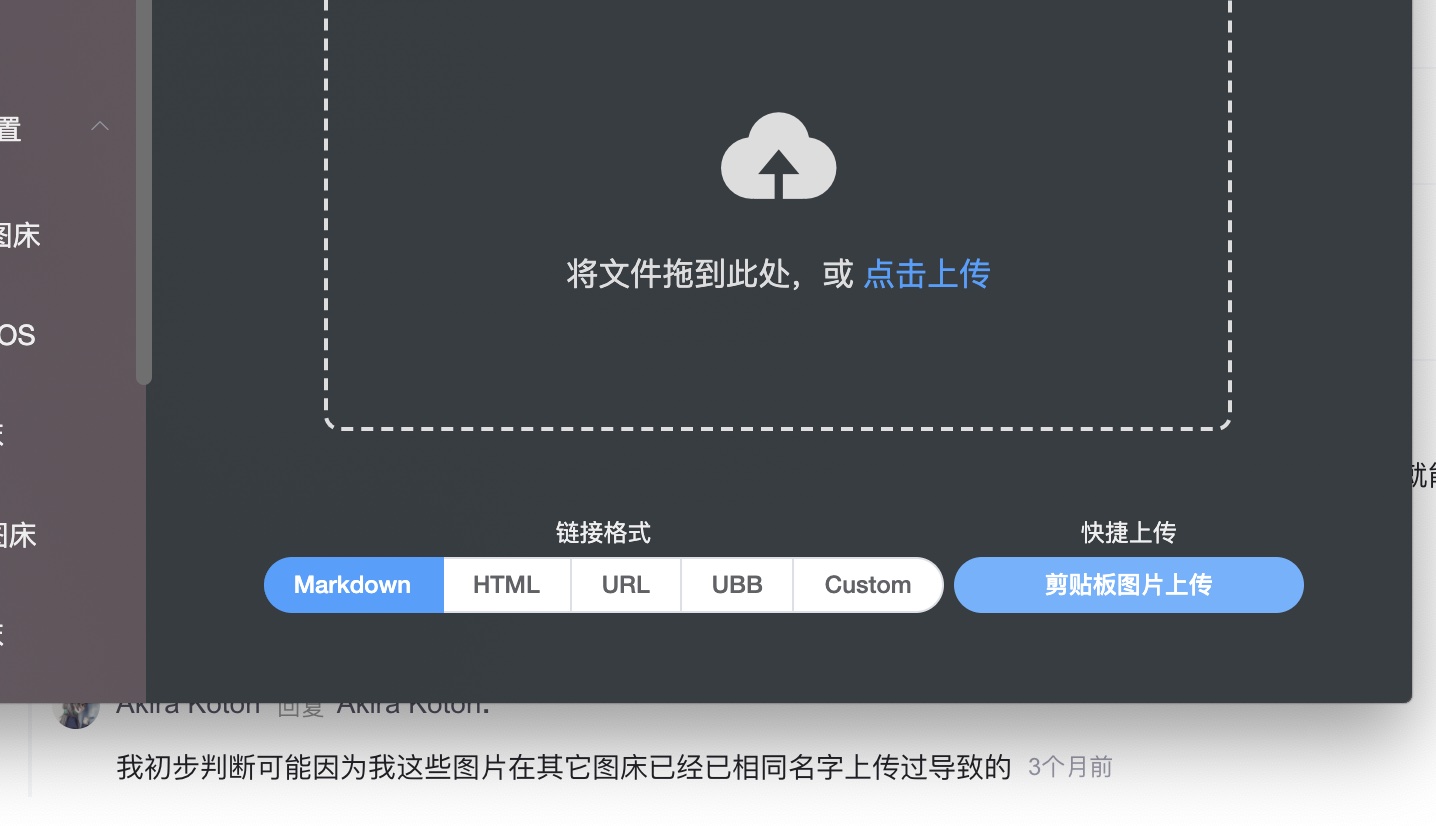 置
图床
OS
图床
将文件拖到此处，或 点击上传
链接格式
快捷上传
Markdown HTML URL UBB Custom
剪贴板图片上传
Akira Koton 回复 Akira Koton:
我初步判断可能因为我这些图片在其它图床已经已相同名字上传过导致的 3个月前